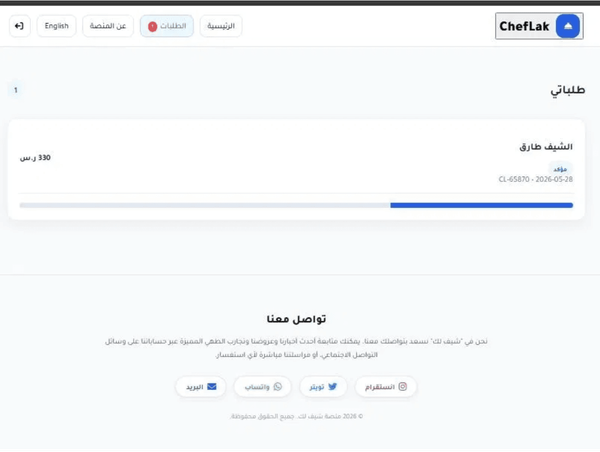 ChefLak
الرئيسية
الطلبات 1
عن المنصة
English
طلباتي
1
الشيف طارق
330 ر.س
مؤكد
CL-65870 - 2026-05-28
تواصل معنا
نحن في "شيف لك" نسعد بتواصلك معنا. يمكنك متابعة أحدث أخبارنا وعروضنا وتجارب الطهي المميزة عبر حساباتنا على وسائل
التواصل الاجتماعي، أو مراسلتنا مباشرة لأي استفسار.
انستقرام
تويتر
واتساب
البريد
© 2026 منصة شيف لك. جميع الحقوق محفوظة.